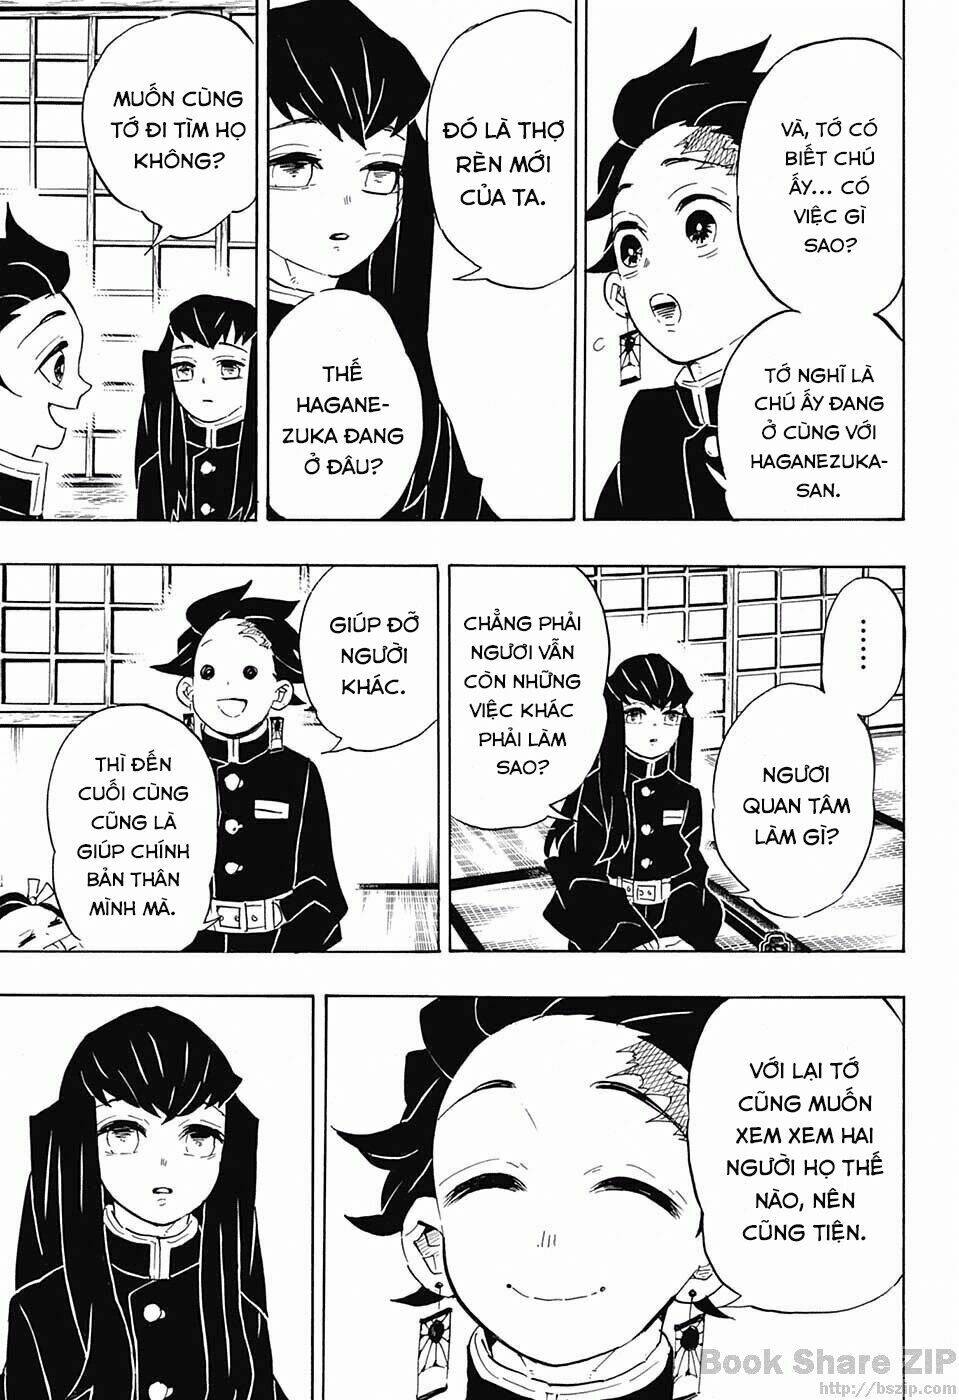 VÀ, TỚ CÓ
BIẾT CHÚ
ẤY... CÓ
VIỆC GÌ
SAO?
TỚ NGHĨ LÀ
CHÚ ẤY ĐANG
Ở CÙNG VỚI
HAGANEZUKA-
SAN.
ĐÓ LÀ THỢ
RÈN MỚI
CỦA TA.
THẾ
HAGANE-
ZUKA ĐANG
Ở ĐÂU?
MUỐN CÙNG
TỚ ĐI TÌM HỌ
KHÔNG?
......
NGƯƠI
QUAN TÂM
LÀM GÌ?
CHẲNG PHẢI
NGƯƠI VẪN
CÒN NHỮNG
VIỆC KHÁC
PHẢI LÀM
SAO?
GIÚP ĐỠ
NGƯỜI
KHÁC.
THÌ ĐẾN
CUỐI CÙNG
CŨNG LÀ
GIÚP CHÍNH
BẢN THÂN
MÌNH MÀ.
VỚI LẠI TỚ
CŨNG MUỐN
XEM XEM HAI
NGƯỜI HỌ THẾ
NÀO, NÊN
CŨNG TIỆN.
Book Share ZIP
http://bszip.com/